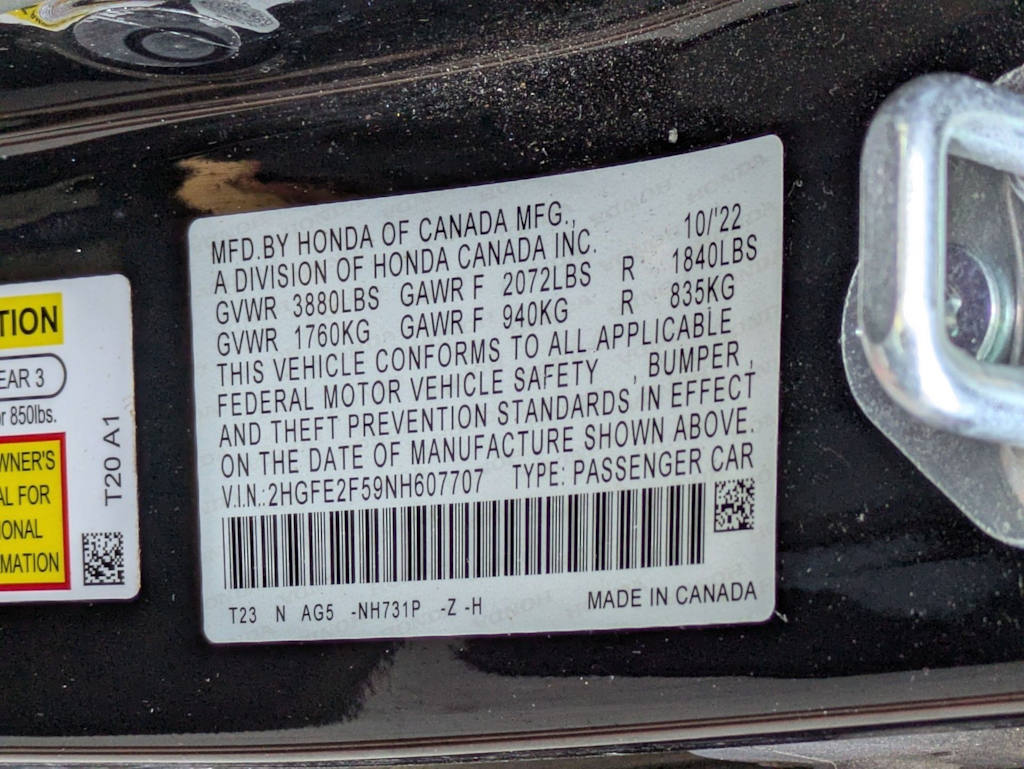 MFD.BY HONDA OF CANADA MFG., 10/'22
A DIVISION OF HONDA CANADA INC.
GVWR 3880LBS GAWR F 2072LBS R 1840LBS
GVWR 1760KG GAWR F 940KG R 835KG
THIS VEHICLE CONFORMS TO ALL APPLICABLE
FEDERAL MOTOR VEHICLE SAFETY , BUMPER ,
AND THEFT PREVENTION STANDARDS IN EFFECT
ON THE DATE OF MANUFACTURE SHOWN ABOVE.
V.I.N.:2HGFE2F59NH607707 TYPE: PASSENGER CAR
T23 N AG5 -NH731P -Z -H MADE IN CANADA
TION
EAR 3
r 850lbs.
WNER'S
AL FOR
IONAL
MATION
T20 A1